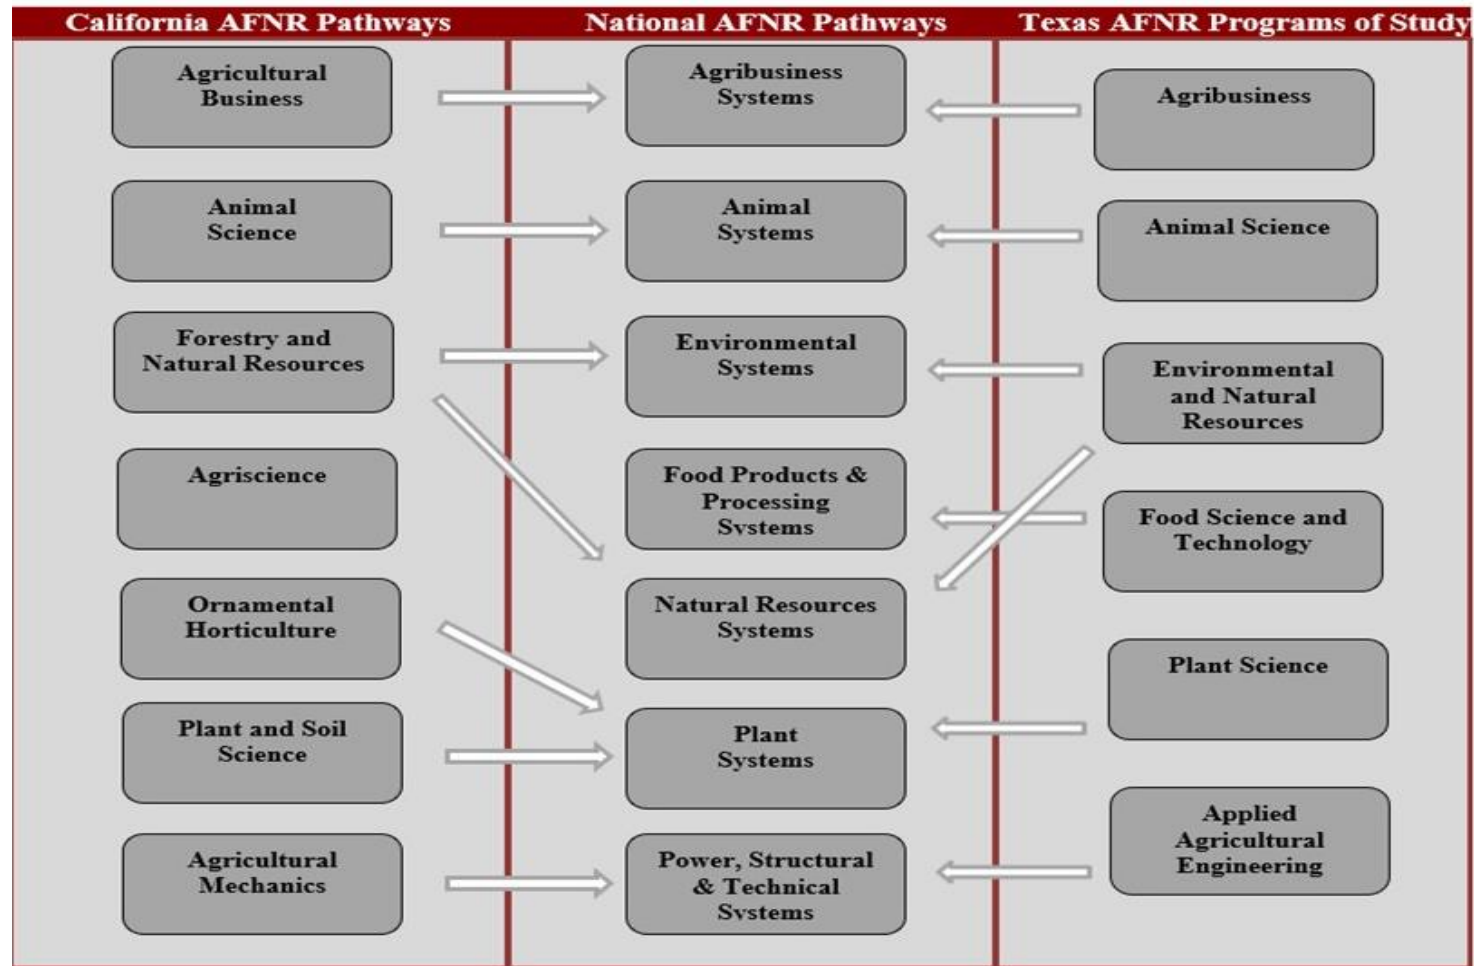 California AFNR Pathways
National AFNR Pathways
Texas AFNR Programs of Study
Agricultural
Business
Animal
Science
Forestry and
Natural Resources
Agriscience
Ornamental
Horticulture
Plant and Soil
Science
Agricultural
Mechanics
Agribusiness
Systems
Animal
Systems
Environmental
Systems
Food Products &
Processing
Systems
Natural Resources
Systems
Plant
Systems
Power, Structural
& Technical
Systems
Agribusiness
Animal Science
Environmental
and Natural
Resources
Food Science and
Technology
Plant Science
Applied
Agricultural
Engineering